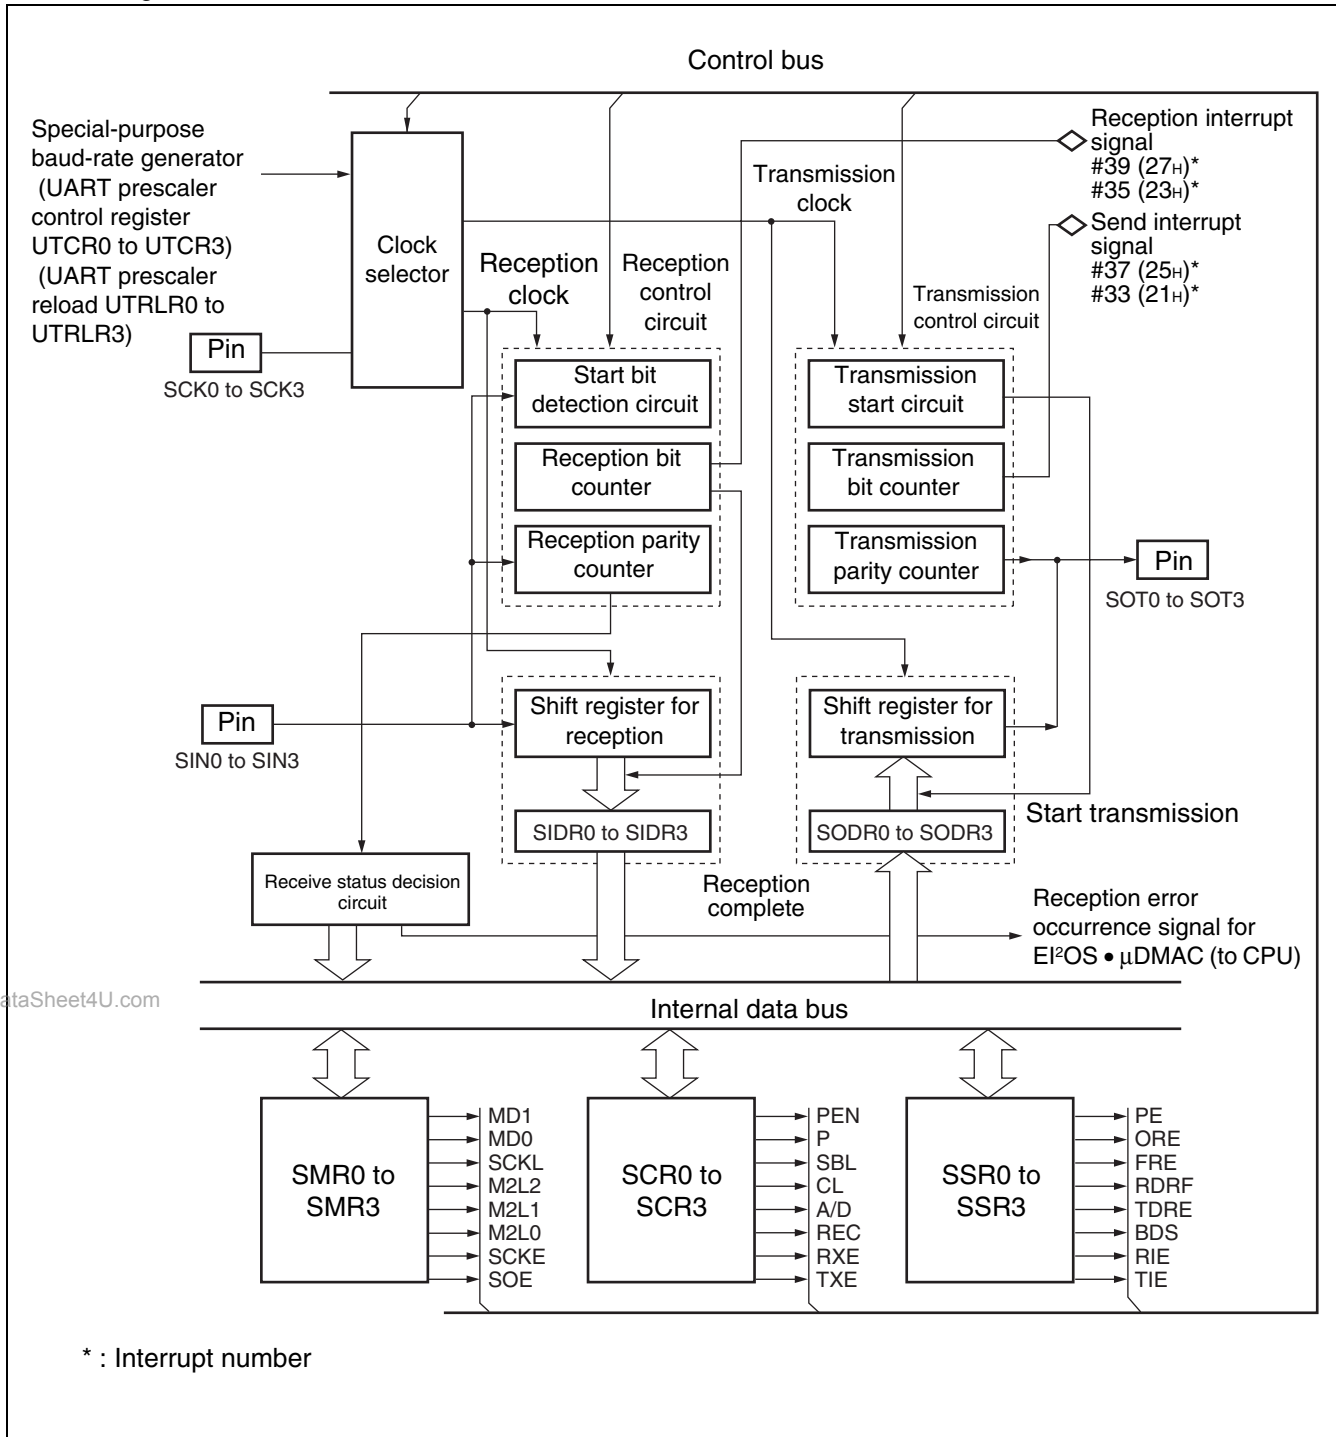 Control bus
Special-purpose
baud-rate generator
(UART prescaler
control register
UTCR0 to UTCR3)
(UART prescaler
reload UTRLR0 to
UTRLR3)
Pin
SCK0 to SCK3
Clock
selector
Reception
clock
Reception
control
circuit
Transmission
clock
Transmission
control circuit
Reception interrupt
signal
#39 (27H)*
#35 (23H)*
Send interrupt
signal
#37 (25H)*
#33 (21H)*
Start bit
detection circuit
Reception bit
counter
Reception parity
counter
Transmission
start circuit
Transmission
bit counter
Transmission
parity counter
Pin
SOT0 to SOT3
Pin
SIN0 to SIN3
Shift register for
reception
SIDR0 to SIDR3
Shift register for
transmission
SODR0 to SODR3
Start transmission
Receive status decision
circuit
Reception
complete
Reception error
occurrence signal for
EI²OS • μDMAC (to CPU)
ataSheet4U.com
Internal data bus
SMR0 to
SMR3
MD1
MD0
SCKL
M2L2
M2L1
M2L0
SCKE
SOE
SCR0 to
SCR3
PEN
P
SBL
CL
A/D
REC
RXE
TXE
SSR0 to
SSR3
PE
ORE
FRE
RDRF
TDRE
BDS
RIE
TIE
* : Interrupt number